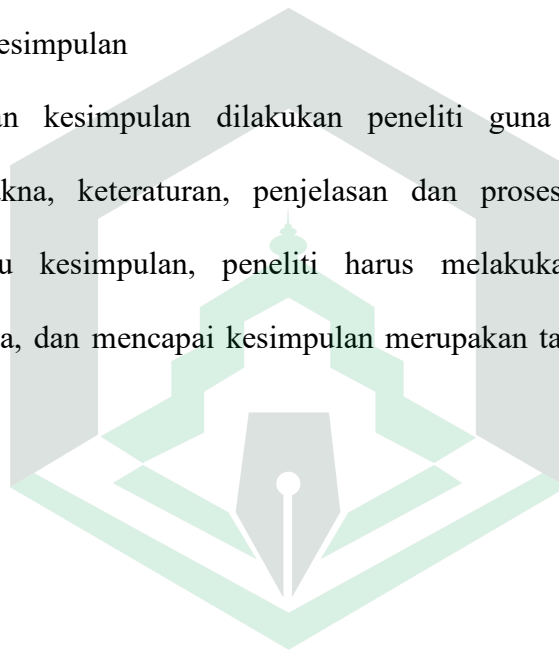 esimpulan
an kesimpulan dilakukan peneliti guna
akna, keteraturan, penjelasan dan proses
u kesimpulan, peneliti harus melakuka
a, dan mencapai kesimpulan merupakan ta